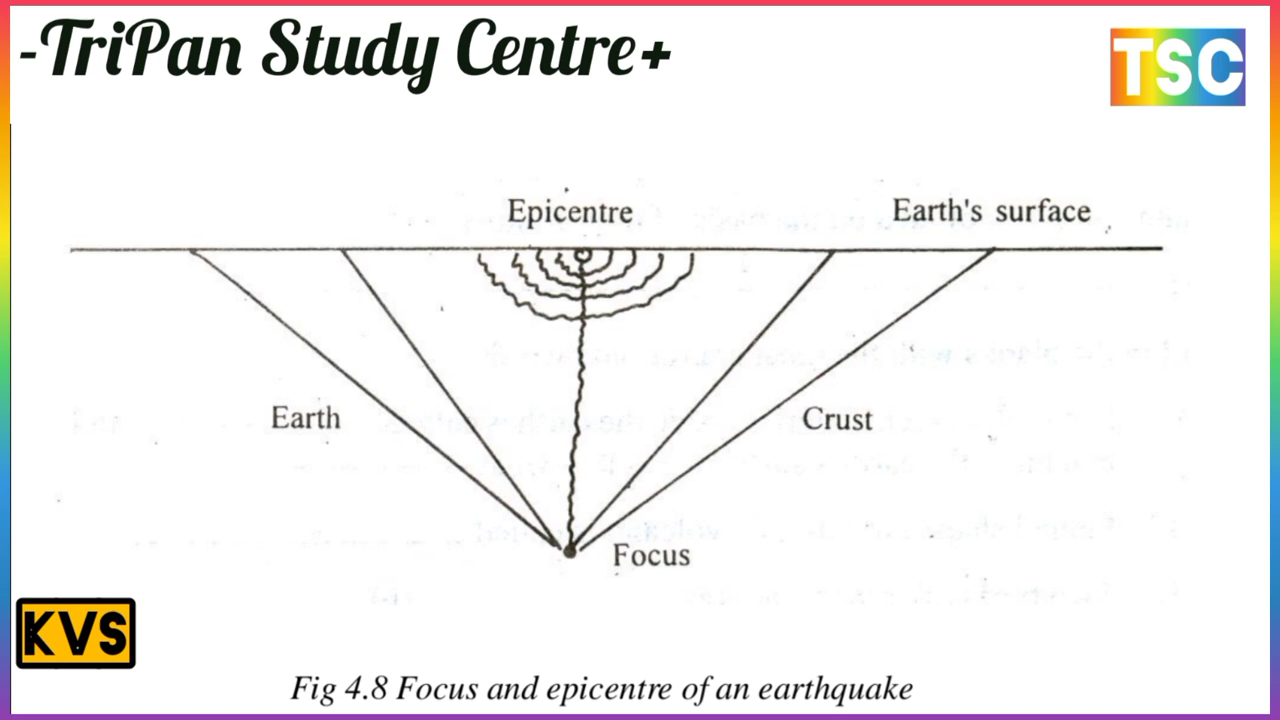 -TriPan Study Centre+
TSC
Epicentre
Earth's surface
Earth
Crust
Focus
KVS
Fig 4.8 Focus and epicentre of an earthquake